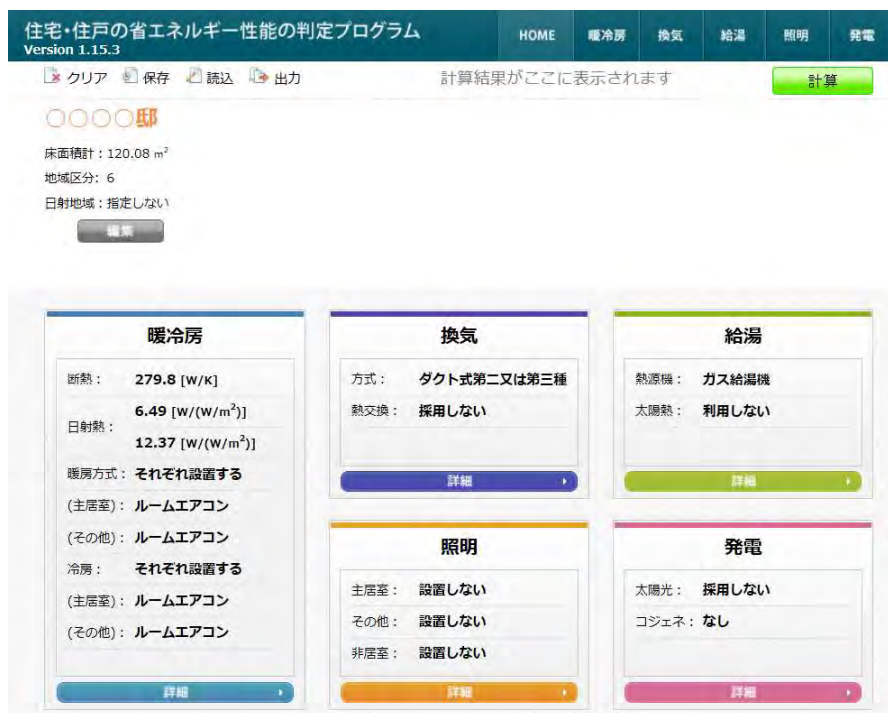 住宅・住戸の省エネルギー性能の判定プログラム
Version 1.15.3
HOME 暖冷房 換気 給湯 照明 発電
クリア 保存 読込 出力 計算結果がここに表示されます 計算
○○○○邸
床面積計：120.08 m²
地域区分：6
日射地域：指定しない
編集
暖冷房
断熱： 279.8 [W/K]
日射熱： 6.49 [W/(W/m²)]
12.37 [W/(W/m²)]
暖房方式： それぞれ設置する
(主居室)： ルームエアコン
(その他)： ルームエアコン
冷房： それぞれ設置する
(主居室)： ルームエアコン
(その他)： ルームエアコン
詳細
換気
方式： ダクト式第二又は第三種
熱交換： 採用しない
詳細
給湯
熱源機： ガス給湯機
太陽熱： 利用しない
詳細
照明
主居室： 設置しない
その他： 設置しない
非居室： 設置しない
詳細
発電
太陽光： 採用しない
コジェネ： なし
詳細